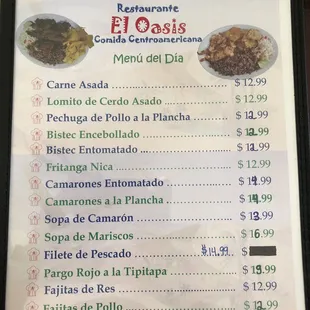 Restaurante
El Oasis
Comida Centroamericana
Menú del Día
Carne Asada ........................ $ 12.99
Lomito de Cerdo Asado ........................ $ 12.99
Pechuga de Pollo a la Plancha ............... $ 12.99
Bistec Encebollado ........................ $ 12.99
Bistec Entomatado ........................ $ 12.99
Fritanga Nica ........................ $ 12.99
Camarones Entomatado ................... $ 14.99
Camarones a la Plancha ................... $ 14.99
Sopa de Camarón ........................ $ 13.99
Sopa de Mariscos ........................ $ 16.99
Filete de Pescado ............ $14.99 $
Pargo Rojo a la Tipitapa ................... $ 19.99
Fajitas de Res ........................ $ 12.99
Fajitas de Pollo ........................ $ 12.99